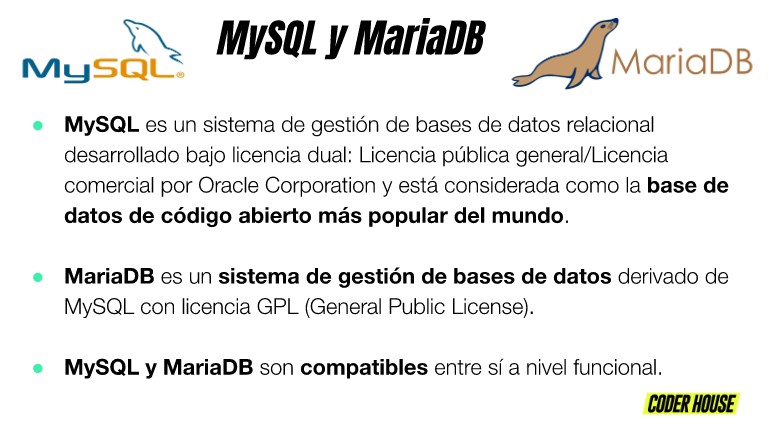 MySQL®
MySQL y MariaDB
MariaDB
● MySQL es un sistema de gestión de bases de datos relacional
desarrollado bajo licencia dual: Licencia pública general/Licencia
comercial por Oracle Corporation y está considerada como la base de
datos de código abierto más popular del mundo.
● MariaDB es un sistema de gestión de bases de datos derivado de
MySQL con licencia GPL (General Public License).
● MySQL y MariaDB son compatibles entre sí a nivel funcional.
CODER HOUSE